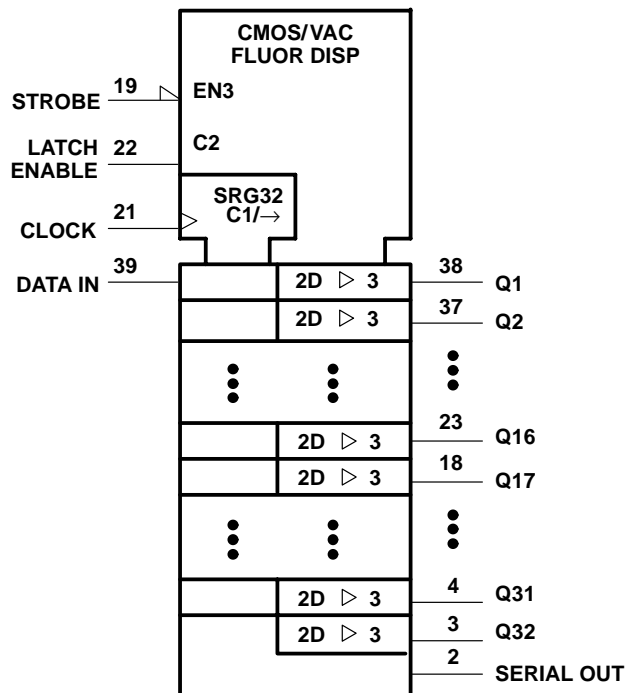 CMOS/VAC
FLUOR DISP
STROBE 19 EN3
LATCH
ENABLE 22 C2
SRG32
C1/→
CLOCK 21
DATA IN 39 2D ▷ 3 38 Q1
2D ▷ 3 37 Q2
2D ▷ 3 23 Q16
2D ▷ 3 18 Q17
2D ▷ 3 4 Q31
2D ▷ 3 3 Q32
2 SERIAL OUT